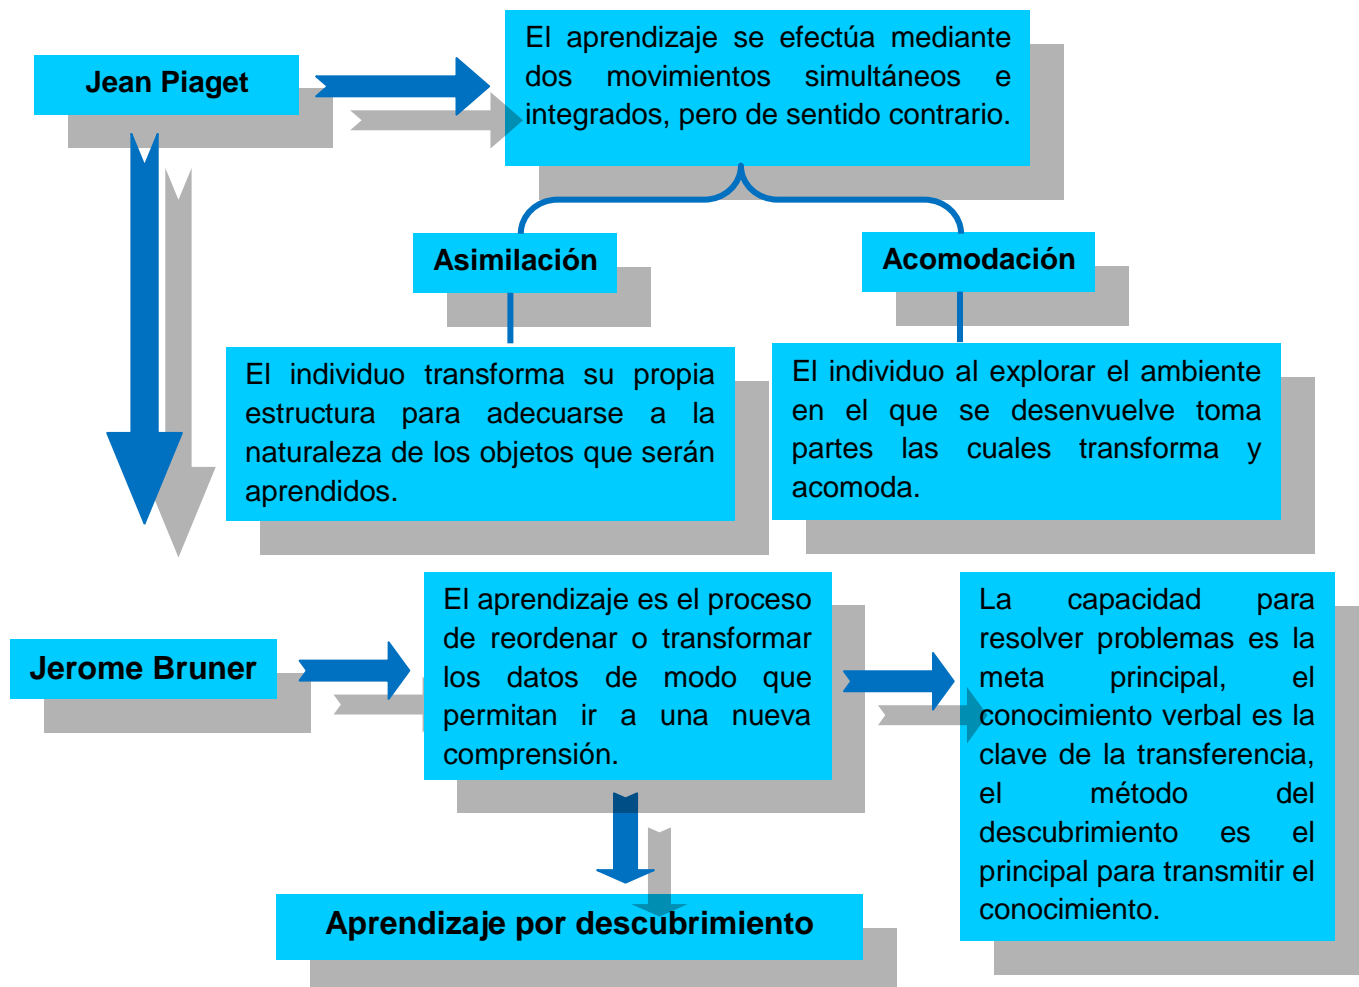 Jean Piaget
El aprendizaje se efectúa mediante
dos movimientos simultáneos e
integrados, pero de sentido contrario.
Asimilación
Acomodación
El individuo transforma su propia
estructura para adecuarse a la
naturaleza de los objetos que serán
aprendidos.
El individuo al explorar el ambiente
en el que se desenvuelve toma
partes las cuales transforma y
acomoda.
Jerome Bruner
El aprendizaje es el proceso
de reordenar o transformar
los datos de modo que
permitan ir a una nueva
comprensión.
La capacidad para
resolver problemas es la
meta principal, el
conocimiento verbal es la
clave de la transferencia,
el método del
descubrimiento es el
principal para transmitir el
conocimiento.
Aprendizaje por descubrimiento